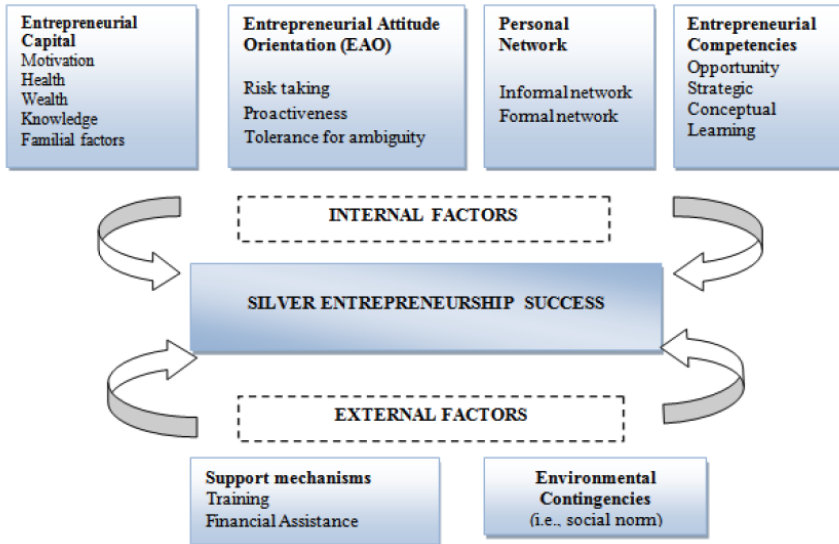 Entrepreneurial
Capital
Motivation
Health
Wealth
Knowledge
Familial factors
Entrepreneurial Attitude
Orientation (EAO)
Risk taking
Proactiveness
Tolerance for ambiguity
Personal
Network
Informal network
Formal network
Entrepreneurial
Competencies
Opportunity
Strategic
Conceptual
Learning
INTERNAL FACTORS
SILVER ENTREPRENEURSHIP SUCCESS
EXTERNAL FACTORS
Support mechanisms
Training
Financial Assistance
Environmental
Contingencies
(i.e., social norm)